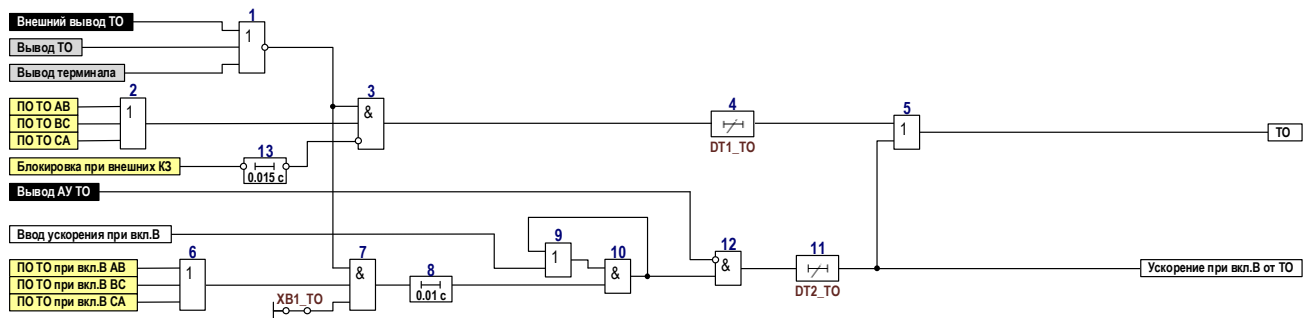 Внешний вывод ТО
1
1
Вывод ТО
Вывод терминала
2
3
4
5
ПО ТО АВ
1
&
DT1_ТО
1
ТО
ПО ТО ВС
ПО ТО СА
13
Блокировка при внешних КЗ
0.015 с
Вывод АУ ТО
Ввод ускорения при вкл.В
9
10
12
11
1
&
&
DT2_ТО
Ускорение при вкл.В от ТО
6
7
8
ПО ТО при вкл.В АВ
1
&
0.01 с
ПО ТО при вкл.В ВС
ПО ТО при вкл.В СА
XB1_ТО